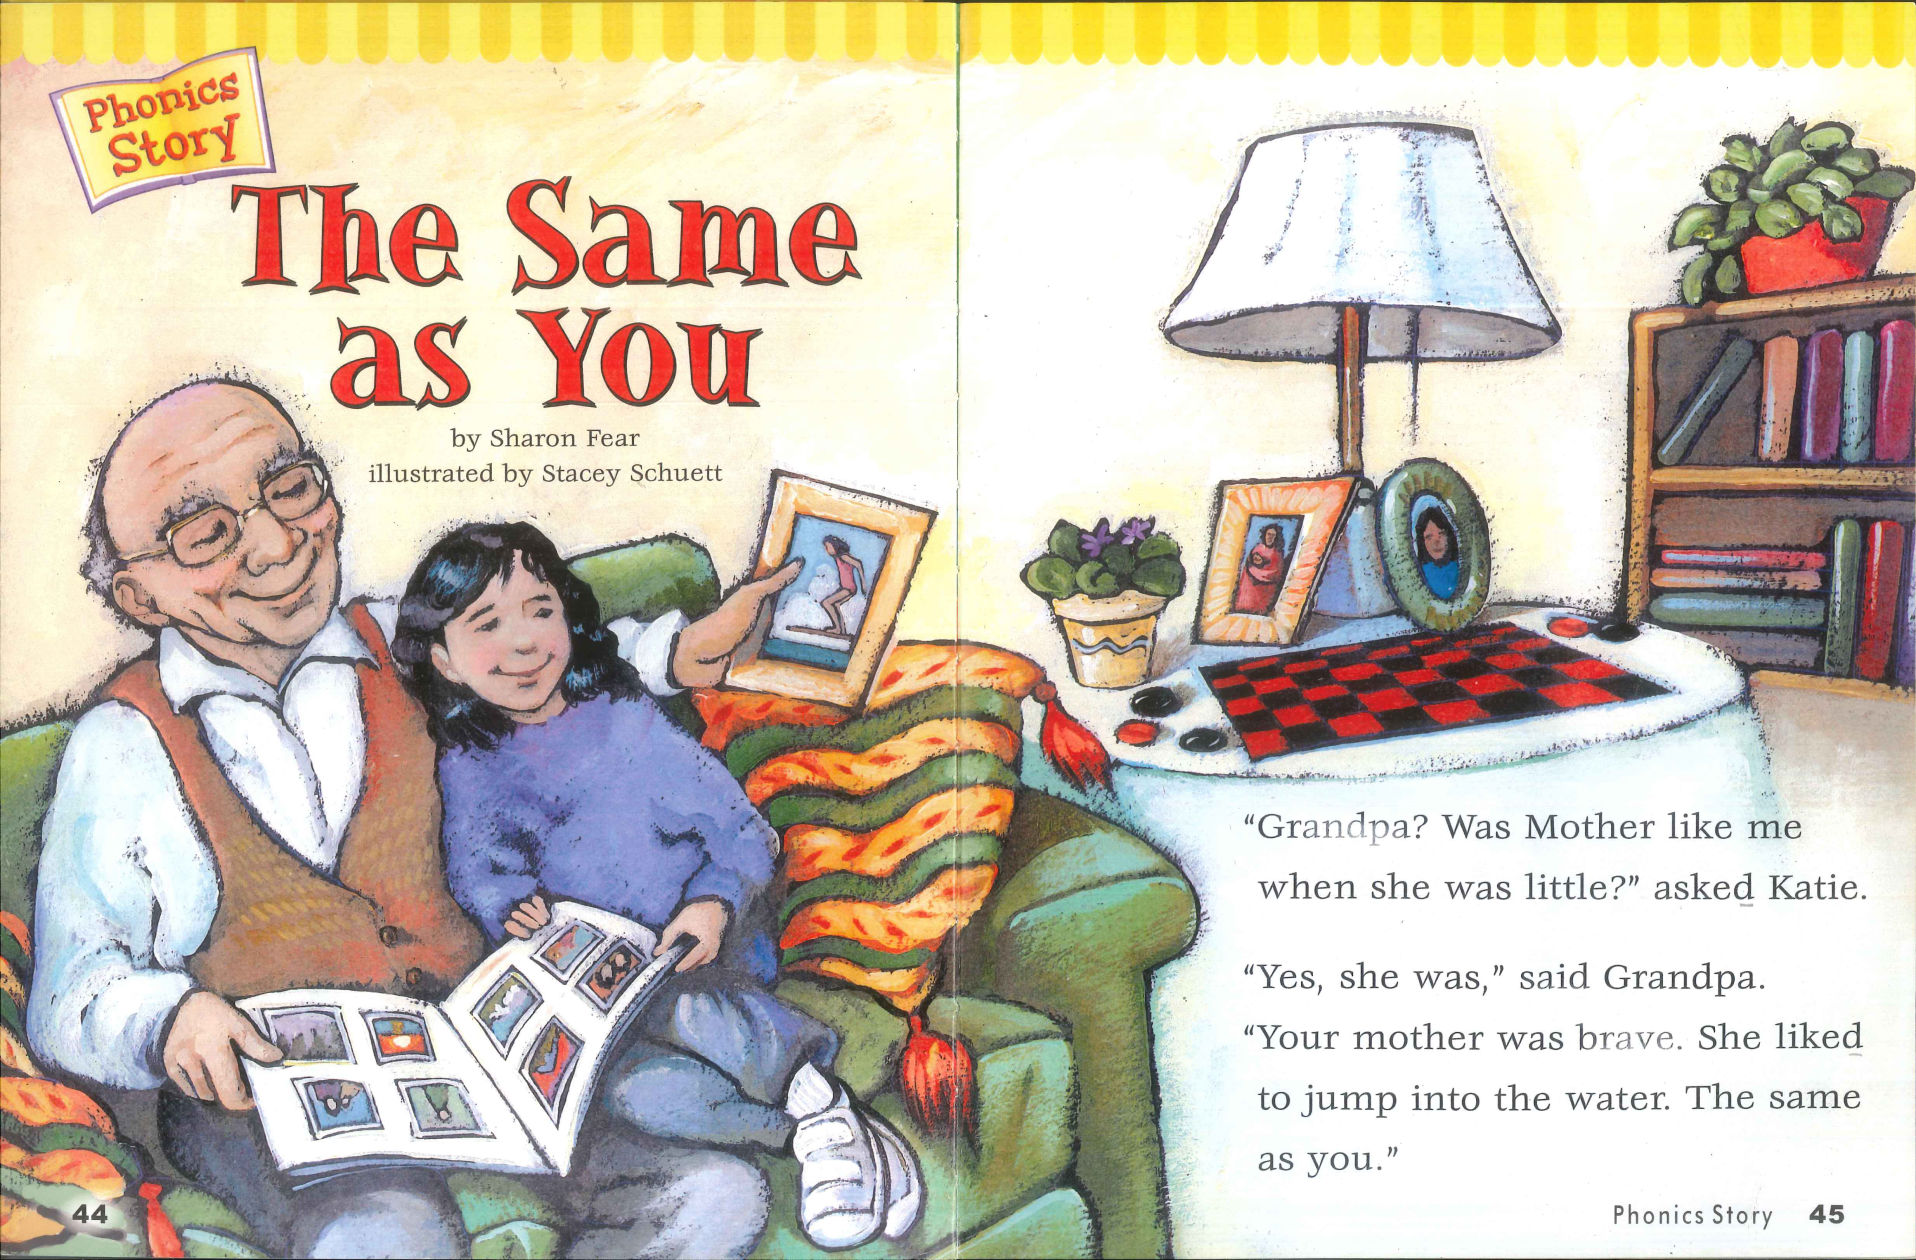 Phonics
Story
The Same
as You
by Sharon Fear
illustrated by Stacey Schuett
“Grandpa? Was Mother like me
when she was little?” asked Katie.
“Yes, she was,” said Grandpa.
“Your mother was brave. She liked
to jump into the water. The same
as you.”
44
Phonics Story 45